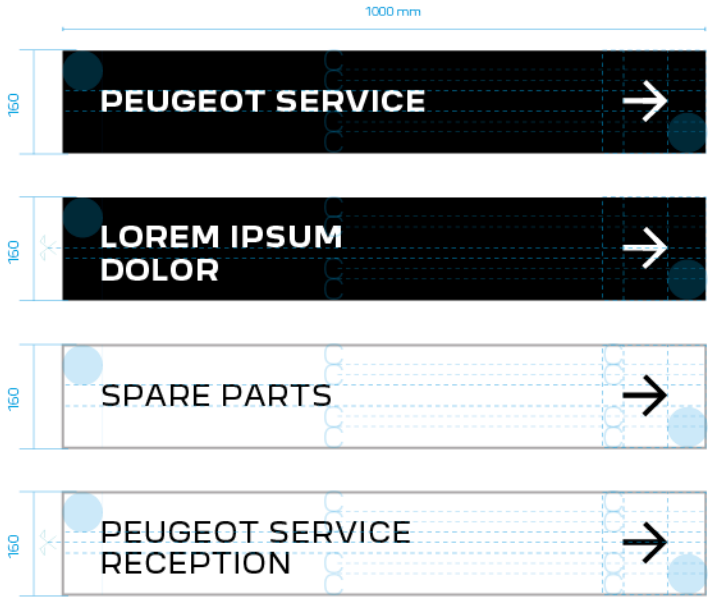 1000 mm
160
PEUGEOT SERVICE
160
LOREM IPSUM
DOLOR
160
SPARE PARTS
160
PEUGEOT SERVICE
RECEPTION